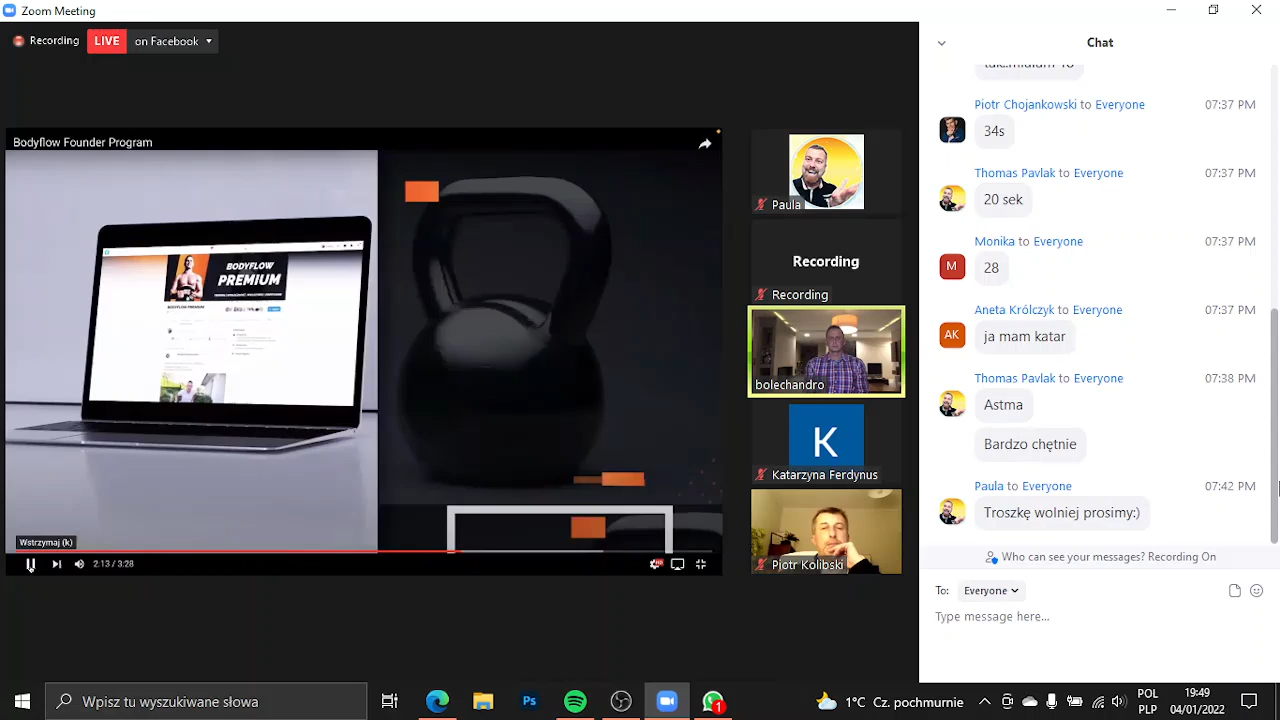 Zoom Meeting
Recording
LIVE
on Facebook
Bodyflow Founder Program
BODYFLOW
PREMIUM
BODYFLOW PREMIUM
Wstrzymaj (k)
2:13 / 3:28
HD
Paula
Recording
Recording
bolechandro
K
Katarzyna Ferdynus
Piotr Kolibski
Chat
Piotr Chojankowski to Everyone 07:37 PM
34s
Thomas Pavlak to Everyone 07:37 PM
20 sek
Monika to Everyone 07:37 PM
M
28
Aneta Królczyk to Everyone 07:37 PM
AK
ja mam katar
Thomas Pavlak to Everyone 07:38 PM
Astma
Bardzo chętnie
Paula to Everyone 07:42 PM
Troszkę wolniej prosimy:)
Who can see your messages? Recording On
To: Everyone
Type message here...
Wpisz tu wyszukiwane słowa
Ps
1
1°C Cz. pochmurnie
POL
PLP
19:49
04/01/2022